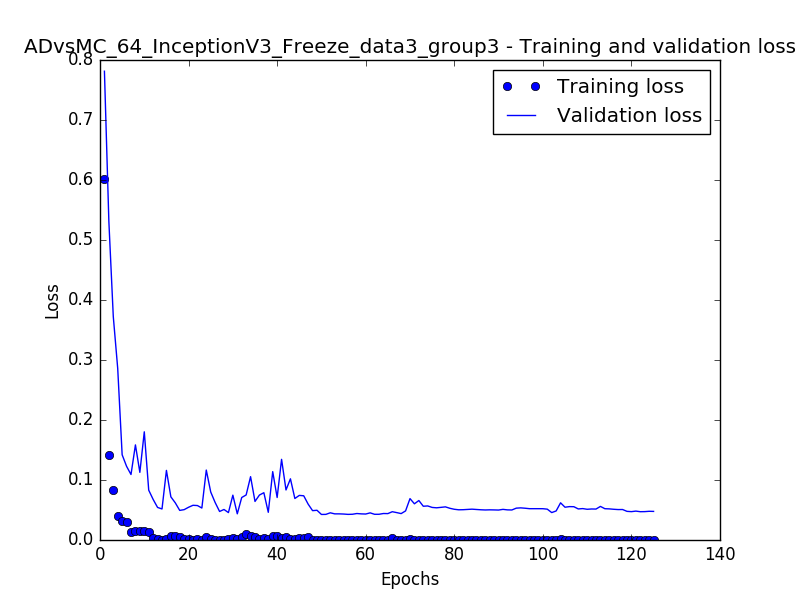 ADvsMC_64_InceptionV3_Freeze_data3_group3 - Training and validation loss
Training loss
Validation loss
0.8
0.7
0.6
0.5
0.4
0.3
0.2
0.1
0.0
Loss
0 20 40 60 80 100 120 140
Epochs